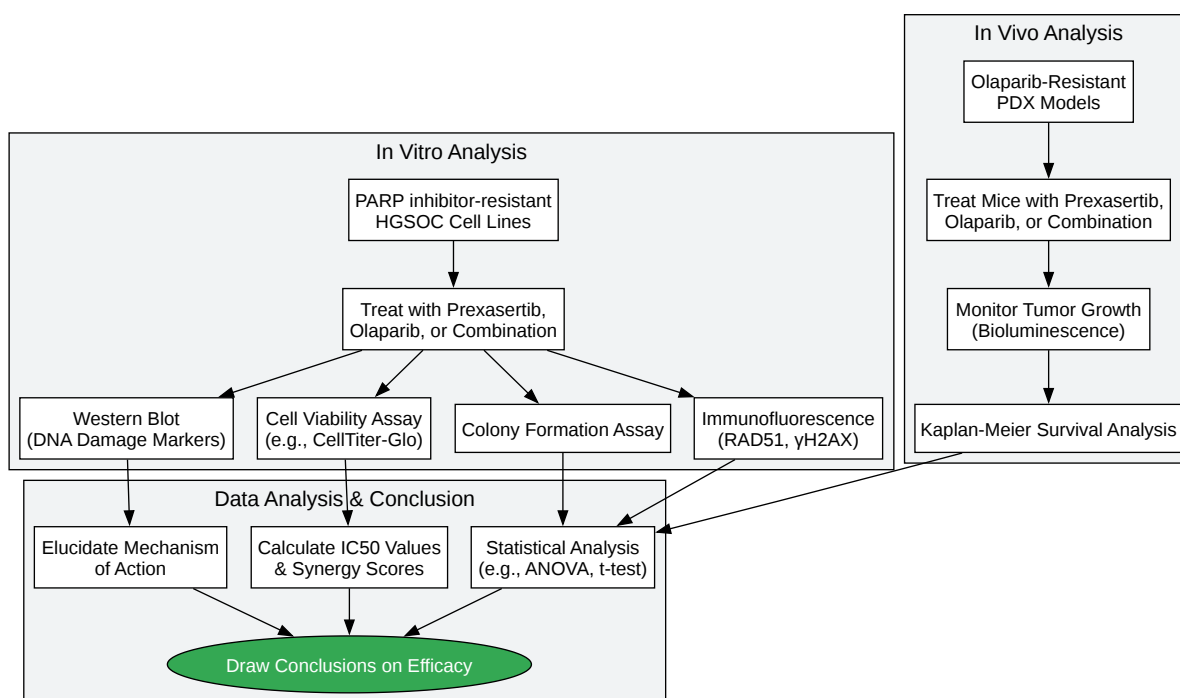 In Vivo Analysis
Olaparib-Resistant
PDX Models
Treat Mice with Prexasertib,
Olaparib, or Combination
Monitor Tumor Growth
(Bioluminescence)
Kaplan-Meier Survival Analysis
In Vitro Analysis
PARP inhibitor-resistant
HGSOC Cell Lines
Treat with Prexasertib,
Olaparib, or Combination
Western Blot
(DNA Damage Markers)
Cell Viability Assay
(e.g., CellTiter-Glo)
Colony Formation Assay
Immunofluorescence
(RAD51, γH2AX)
Data Analysis & Conclusion
Elucidate Mechanism
of Action
Calculate IC50 Values
& Synergy Scores
Statistical Analysis
(e.g., ANOVA, t-test)
Draw Conclusions on Efficacy